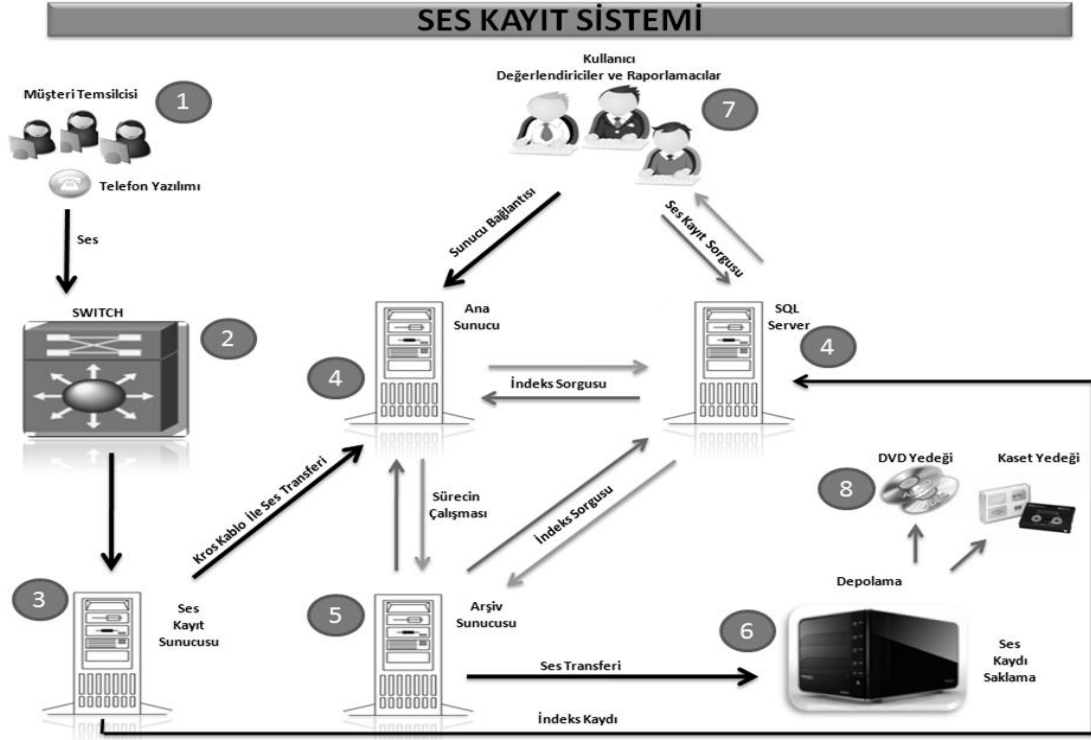 SES KAYIT SİSTEMİ
Müşteri Temsilcisi
1
Telefon Yazılımı
Ses
Kullanıcı
Değerlendiriciler ve Raporlamacılar
7
Sunucu Bağlantısı
Ses Kayıt Sorgusu
SWITCH
2
Ana
Sunucu
4
SQL
Server
4
İndeks Sorgusu
Kros Kablo İle Ses Transferi
Sürecin
Çalışması
İndeks Sorgusu
DVD Yedeği
Kaset Yedeği
8
3
Ses
Kayıt
Sunucusu
5
Arşiv
Sunucusu
Depolama
6
Ses
Kaydı
Saklama
Ses Transferi
İndeks Kaydı